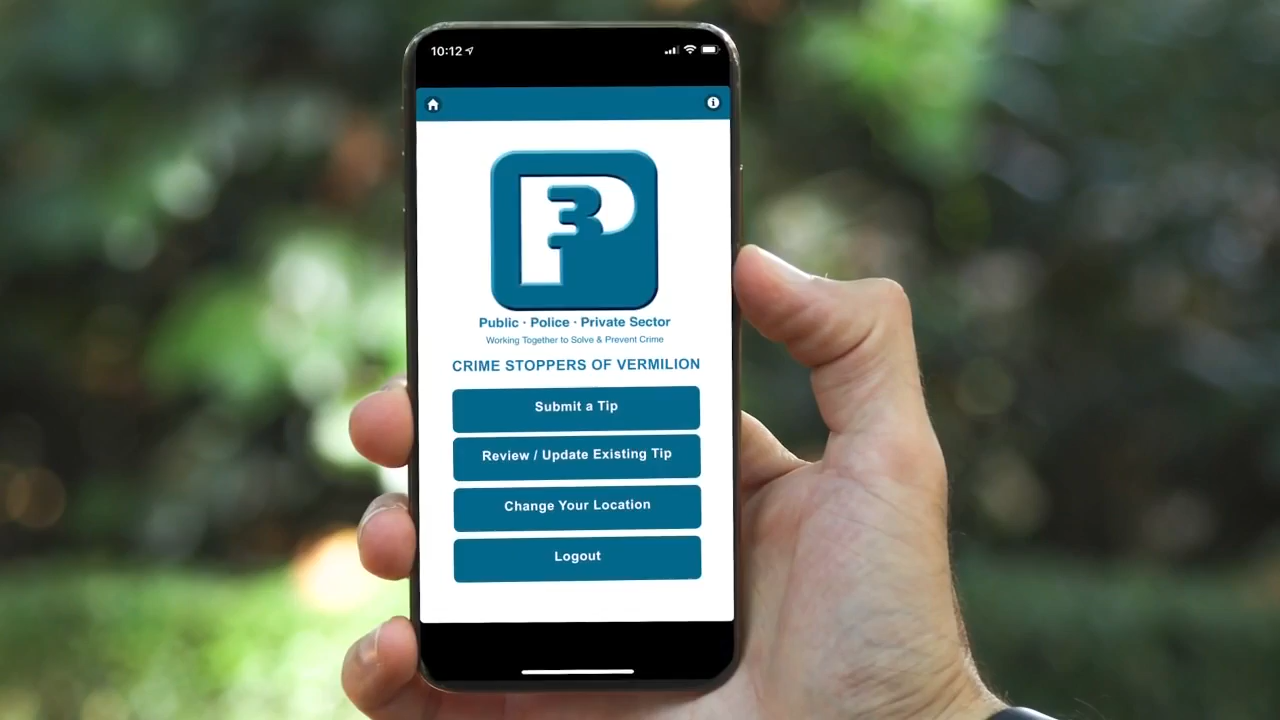 10:12
P3
Public · Police · Private Sector
Working Together to Solve & Prevent Crime
CRIME STOPPERS OF VERMILION
Submit a Tip
Review / Update Existing Tip
Change Your Location
Logout